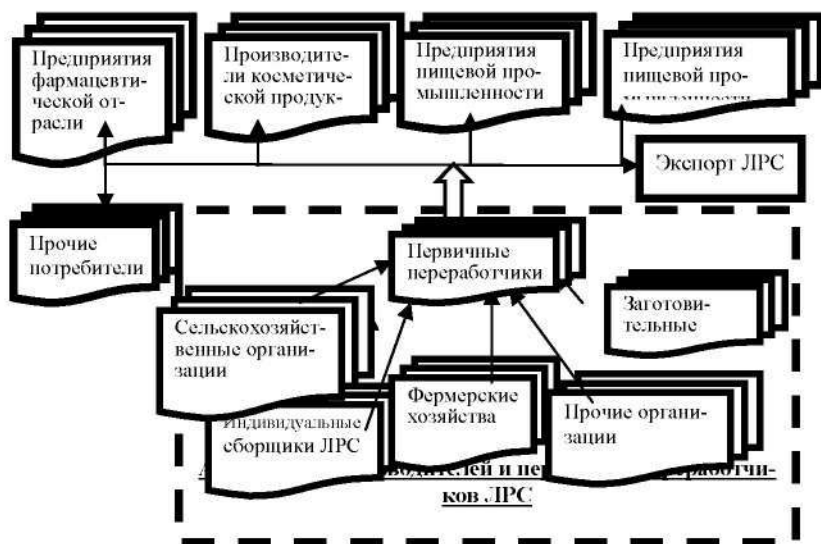 Предприятия
фармацевти-
ческой от-
расли
Производите-
ли косметиче-
ской продук-
Предприятия
пищевой про-
мышленности
Предприятия
пищевой про-
мышленности
Экспорт ЛРС
Прочие
потребители
Первичные
переработчики
Заготови-
тельные
Сельскохозяйст-
венные органи-
зации
Индивидуальные
сборщики ЛРС
Фермерские
хозяйства
Прочие органи-
зации
ков ЛРС